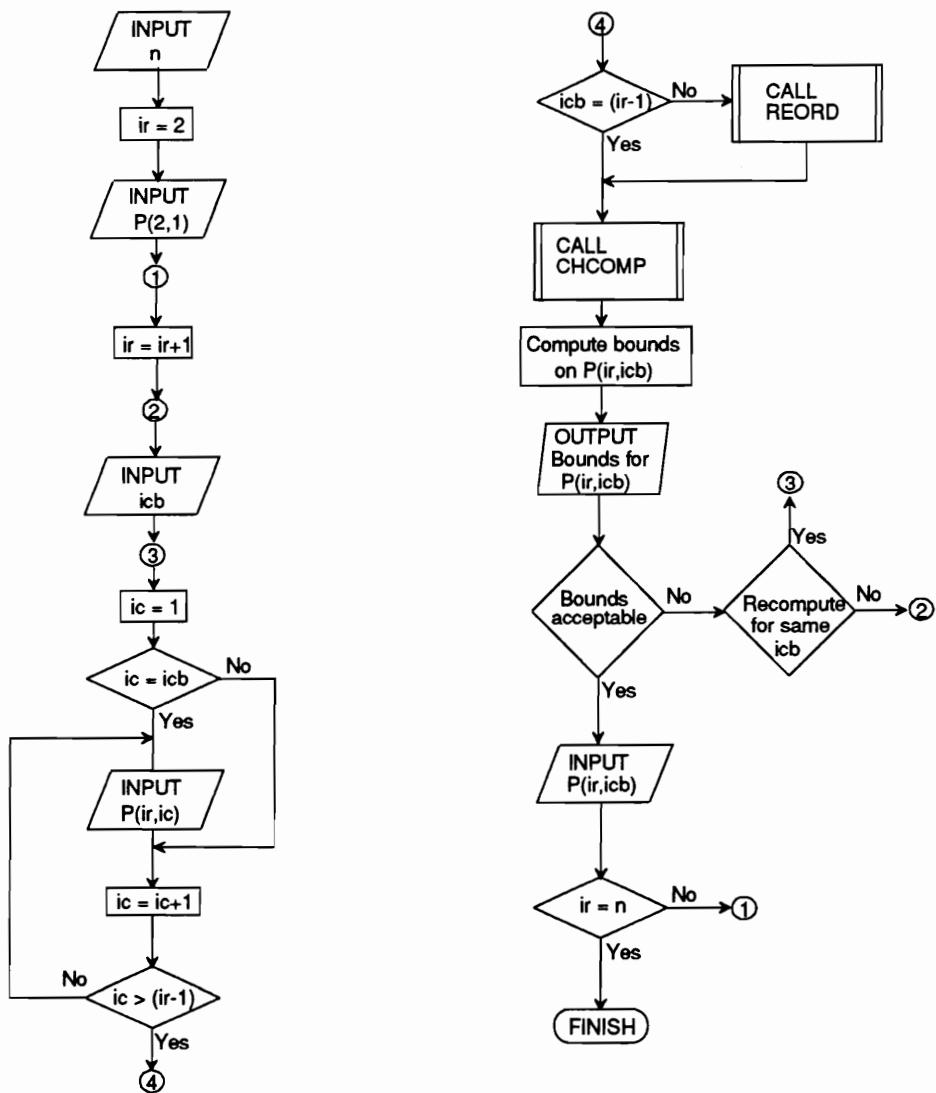 INPUT
n
ir = 2
INPUT
P(2,1)
1
ir = ir+1
2
INPUT
icb
3
ic = 1
ic = icb
No
Yes
INPUT
P(ir,ic)
ic = ic+1
No
ic > (ir-1)
Yes
4
4
icb = (ir-1)
No
CALL
REORD
Yes
CALL
CHCOMP
Compute bounds
on P(ir,icb)
OUTPUT
Bounds for
P(ir,icb)
3
Yes
Bounds
acceptable
No
Recompute
for same
icb
No
2
Yes
INPUT
P(ir,icb)
ir = n
No
1
Yes
FINISH